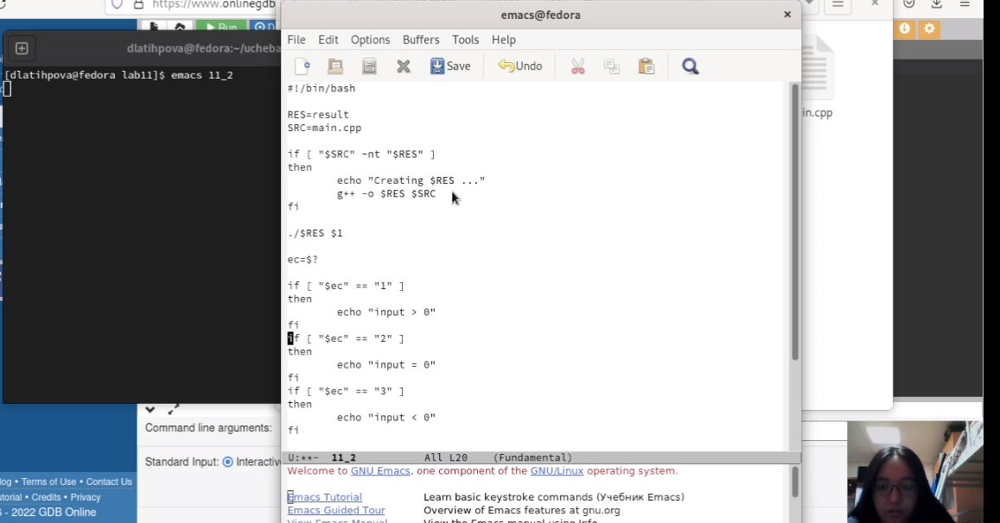 https://www.onlinegdb
emacs@fedora
dlatihpova@fedora:~/ucheba
File Edit Options Buffers Tools Help
Save Undo
[dlatihpova@fedora lab11]$ emacs 11_2
#!/bin/bash
RES=result
SRC=main.cpp
if [ "$SRC" -nt "$RES" ]
then
echo "Creating $RES ..."
g++ -o $RES $SRC
fi
./$RES $1
ec=$?
if [ "$ec" == "1" ]
then
echo "input > 0"
fi
if [ "$ec" == "2" ]
then
echo "input = 0"
fi
if [ "$ec" == "3" ]
then
echo "input < 0"
fi
U:**- 11_2 All L20 (Fundamental)
Welcome to GNU Emacs, one component of the GNU/Linux operating system.
Emacs Tutorial Learn basic keystroke commands (Учебник Emacs)
Emacs Guided Tour Overview of Emacs features at gnu.org
View Emacs Manual View the Emacs manual using Info
in.cpp
Run
Command line arguments:
Standard Input: Interactiv
log • Terms of Use • Contact Us
utorial • Credits • Privacy
6 - 2022 GDB Online